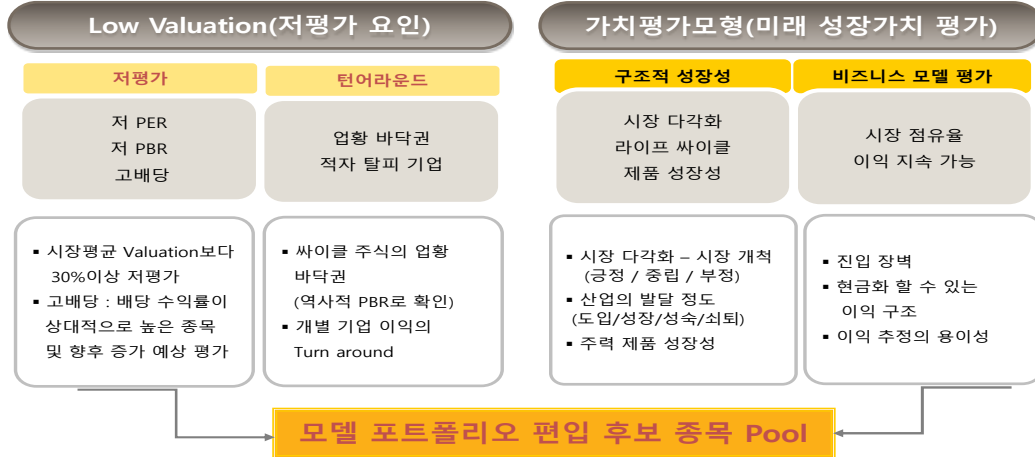 Low Valuation(저평가 요인)
저평가
턴어라운드
저 PER
저 PBR
고배당
업황 바닥권
적자 탈피 기업
▪ 시장평균 Valuation보다
30%이상 저평가
▪ 고배당 : 배당 수익률이
상대적으로 높은 종목
및 향후 증가 예상 평가
▪ 싸이클 주식의 업황
바닥권
(역사적 PBR로 확인)
▪ 개별 기업 이익의
Turn around
가치평가모형(미래 성장가치 평가)
구조적 성장성
비즈니스 모델 평가
시장 다각화
라이프 싸이클
제품 성장성
시장 점유율
이익 지속 가능
▪ 시장 다각화 – 시장 개척
(긍정 / 중립 / 부정)
▪ 산업의 발달 정도
(도입/성장/성숙/쇠퇴)
▪ 주력 제품 성장성
▪ 진입 장벽
▪ 현금화 할 수 있는
이익 구조
▪ 이익 추정의 용이성
모델 포트폴리오 편입 후보 종목 Pool